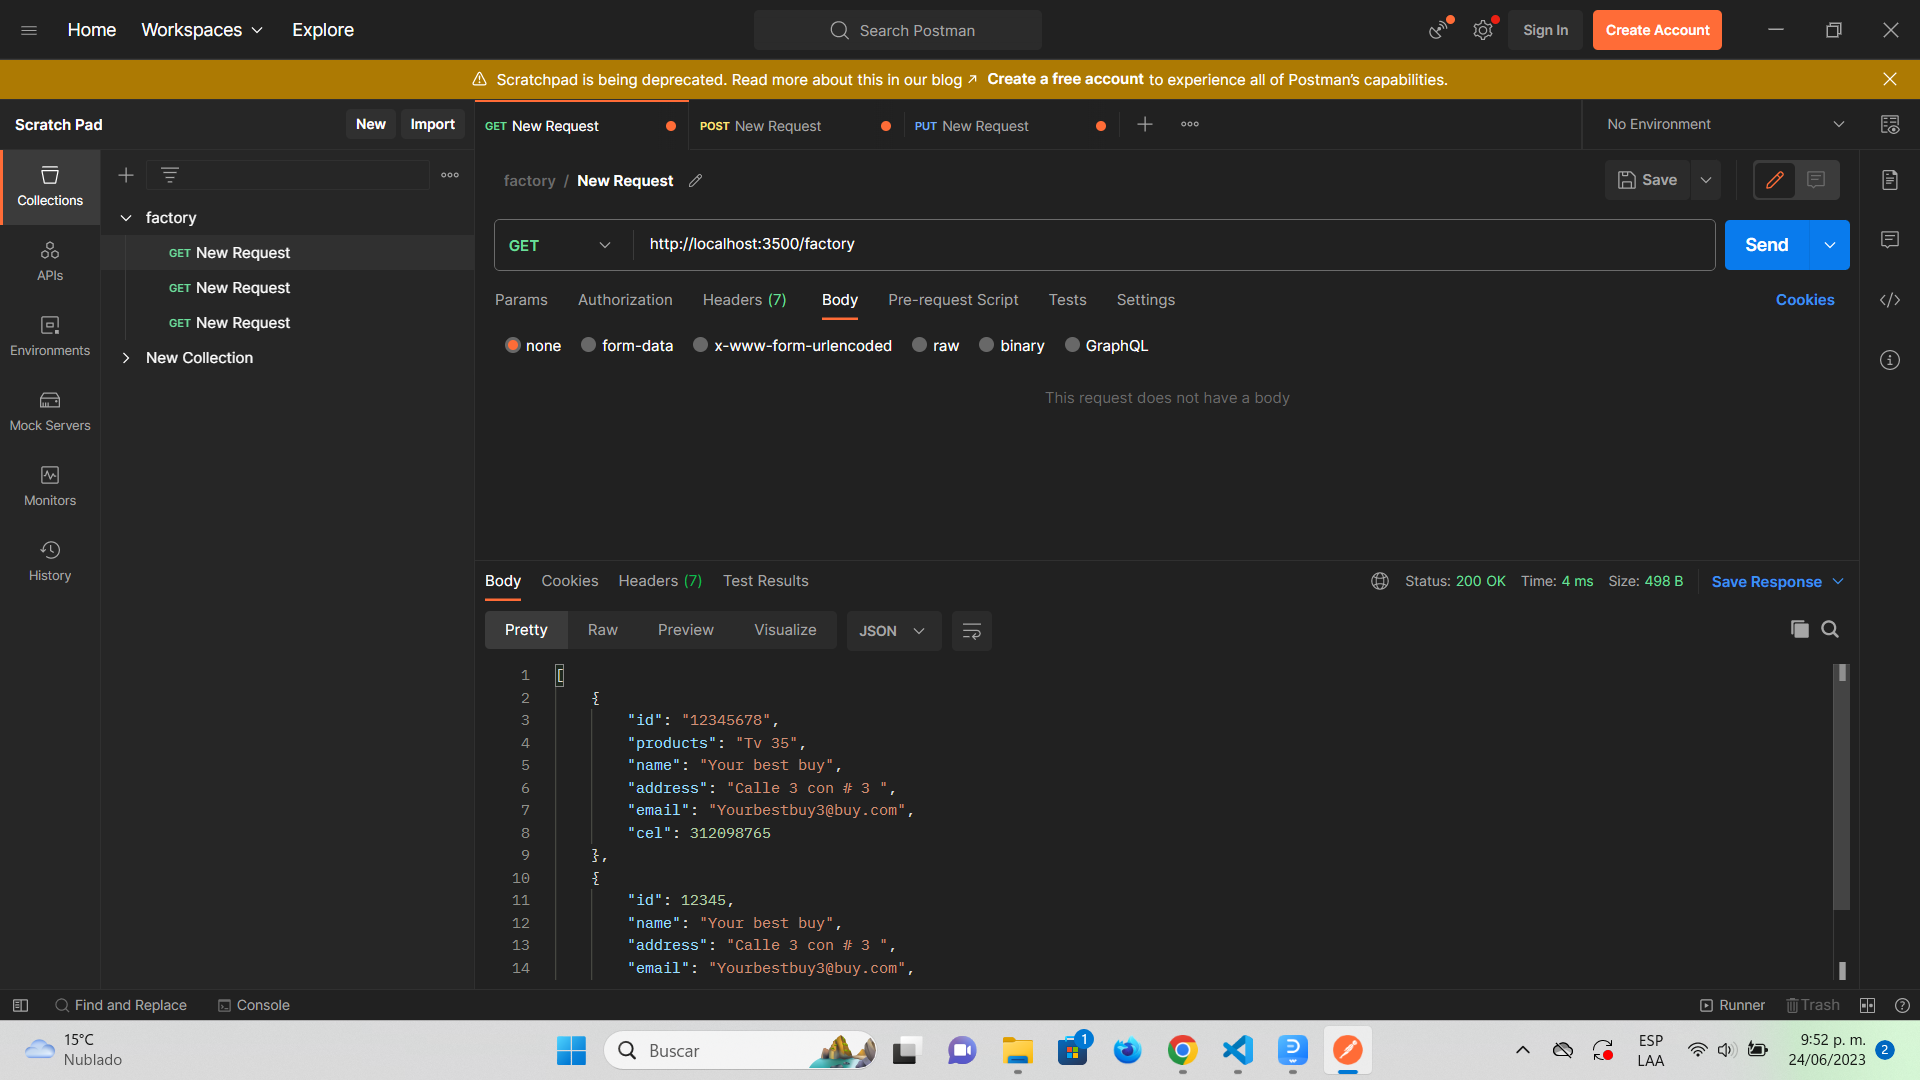 Home Workspaces Explore Search Postman Sign In Create Account
Scratchpad is being deprecated. Read more about this in our blog ↗ Create a free account to experience all of Postman's capabilities.
Scratch Pad New Import GET New Request POST New Request PUT New Request No Environment
factory / New Request Save
Collections
APIs
Environments
Mock Servers
Monitors
History
factory
GET New Request
GET New Request
GET New Request
New Collection
GET http://localhost:3500/factory Send
Params Authorization Headers (7) Body Pre-request Script Tests Settings Cookies
none form-data x-www-form-urlencoded raw binary GraphQL
This request does not have a body
Body Cookies Headers (7) Test Results Status: 200 OK Time: 4 ms Size: 498 B Save Response
Pretty Raw Preview Visualize JSON
1 [
2 {
3 "id": "12345678",
4 "products": "Tv 35",
5 "name": "Your best buy",
6 "address": "Calle 3 con # 3 ",
7 "email": "Yourbestbuy3@buy.com",
8 "cel": 312098765
9 },
10 {
11 "id": 12345,
12 "name": "Your best buy",
13 "address": "Calle 3 con # 3 ",
14 "email": "Yourbestbuy3@buy.com",
Find and Replace Console Runner Trash
15°C
Nublado
Buscar
1
ESP
LAA
9:52 p. m.
24/06/2023
2